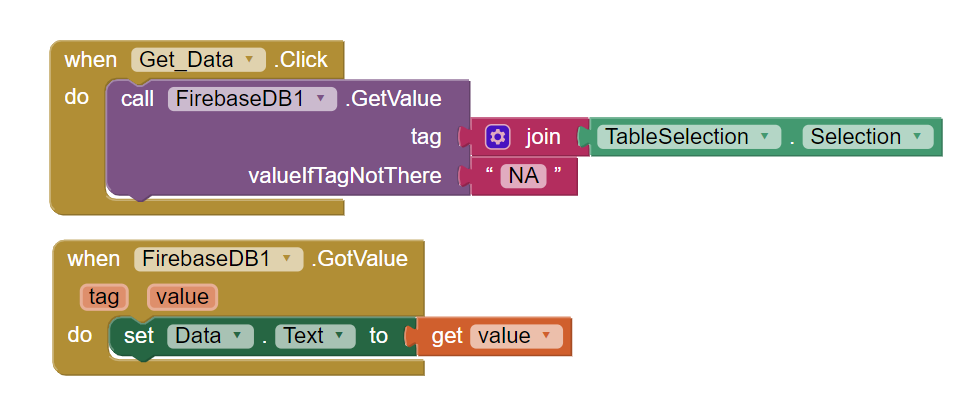 when Get_Data .Click
do call FirebaseDB1 .GetValue
tag join TableSelection . Selection
valueIfTagNotThere “ NA ”
when FirebaseDB1 .GotValue
tag value
do set Data . Text to get value